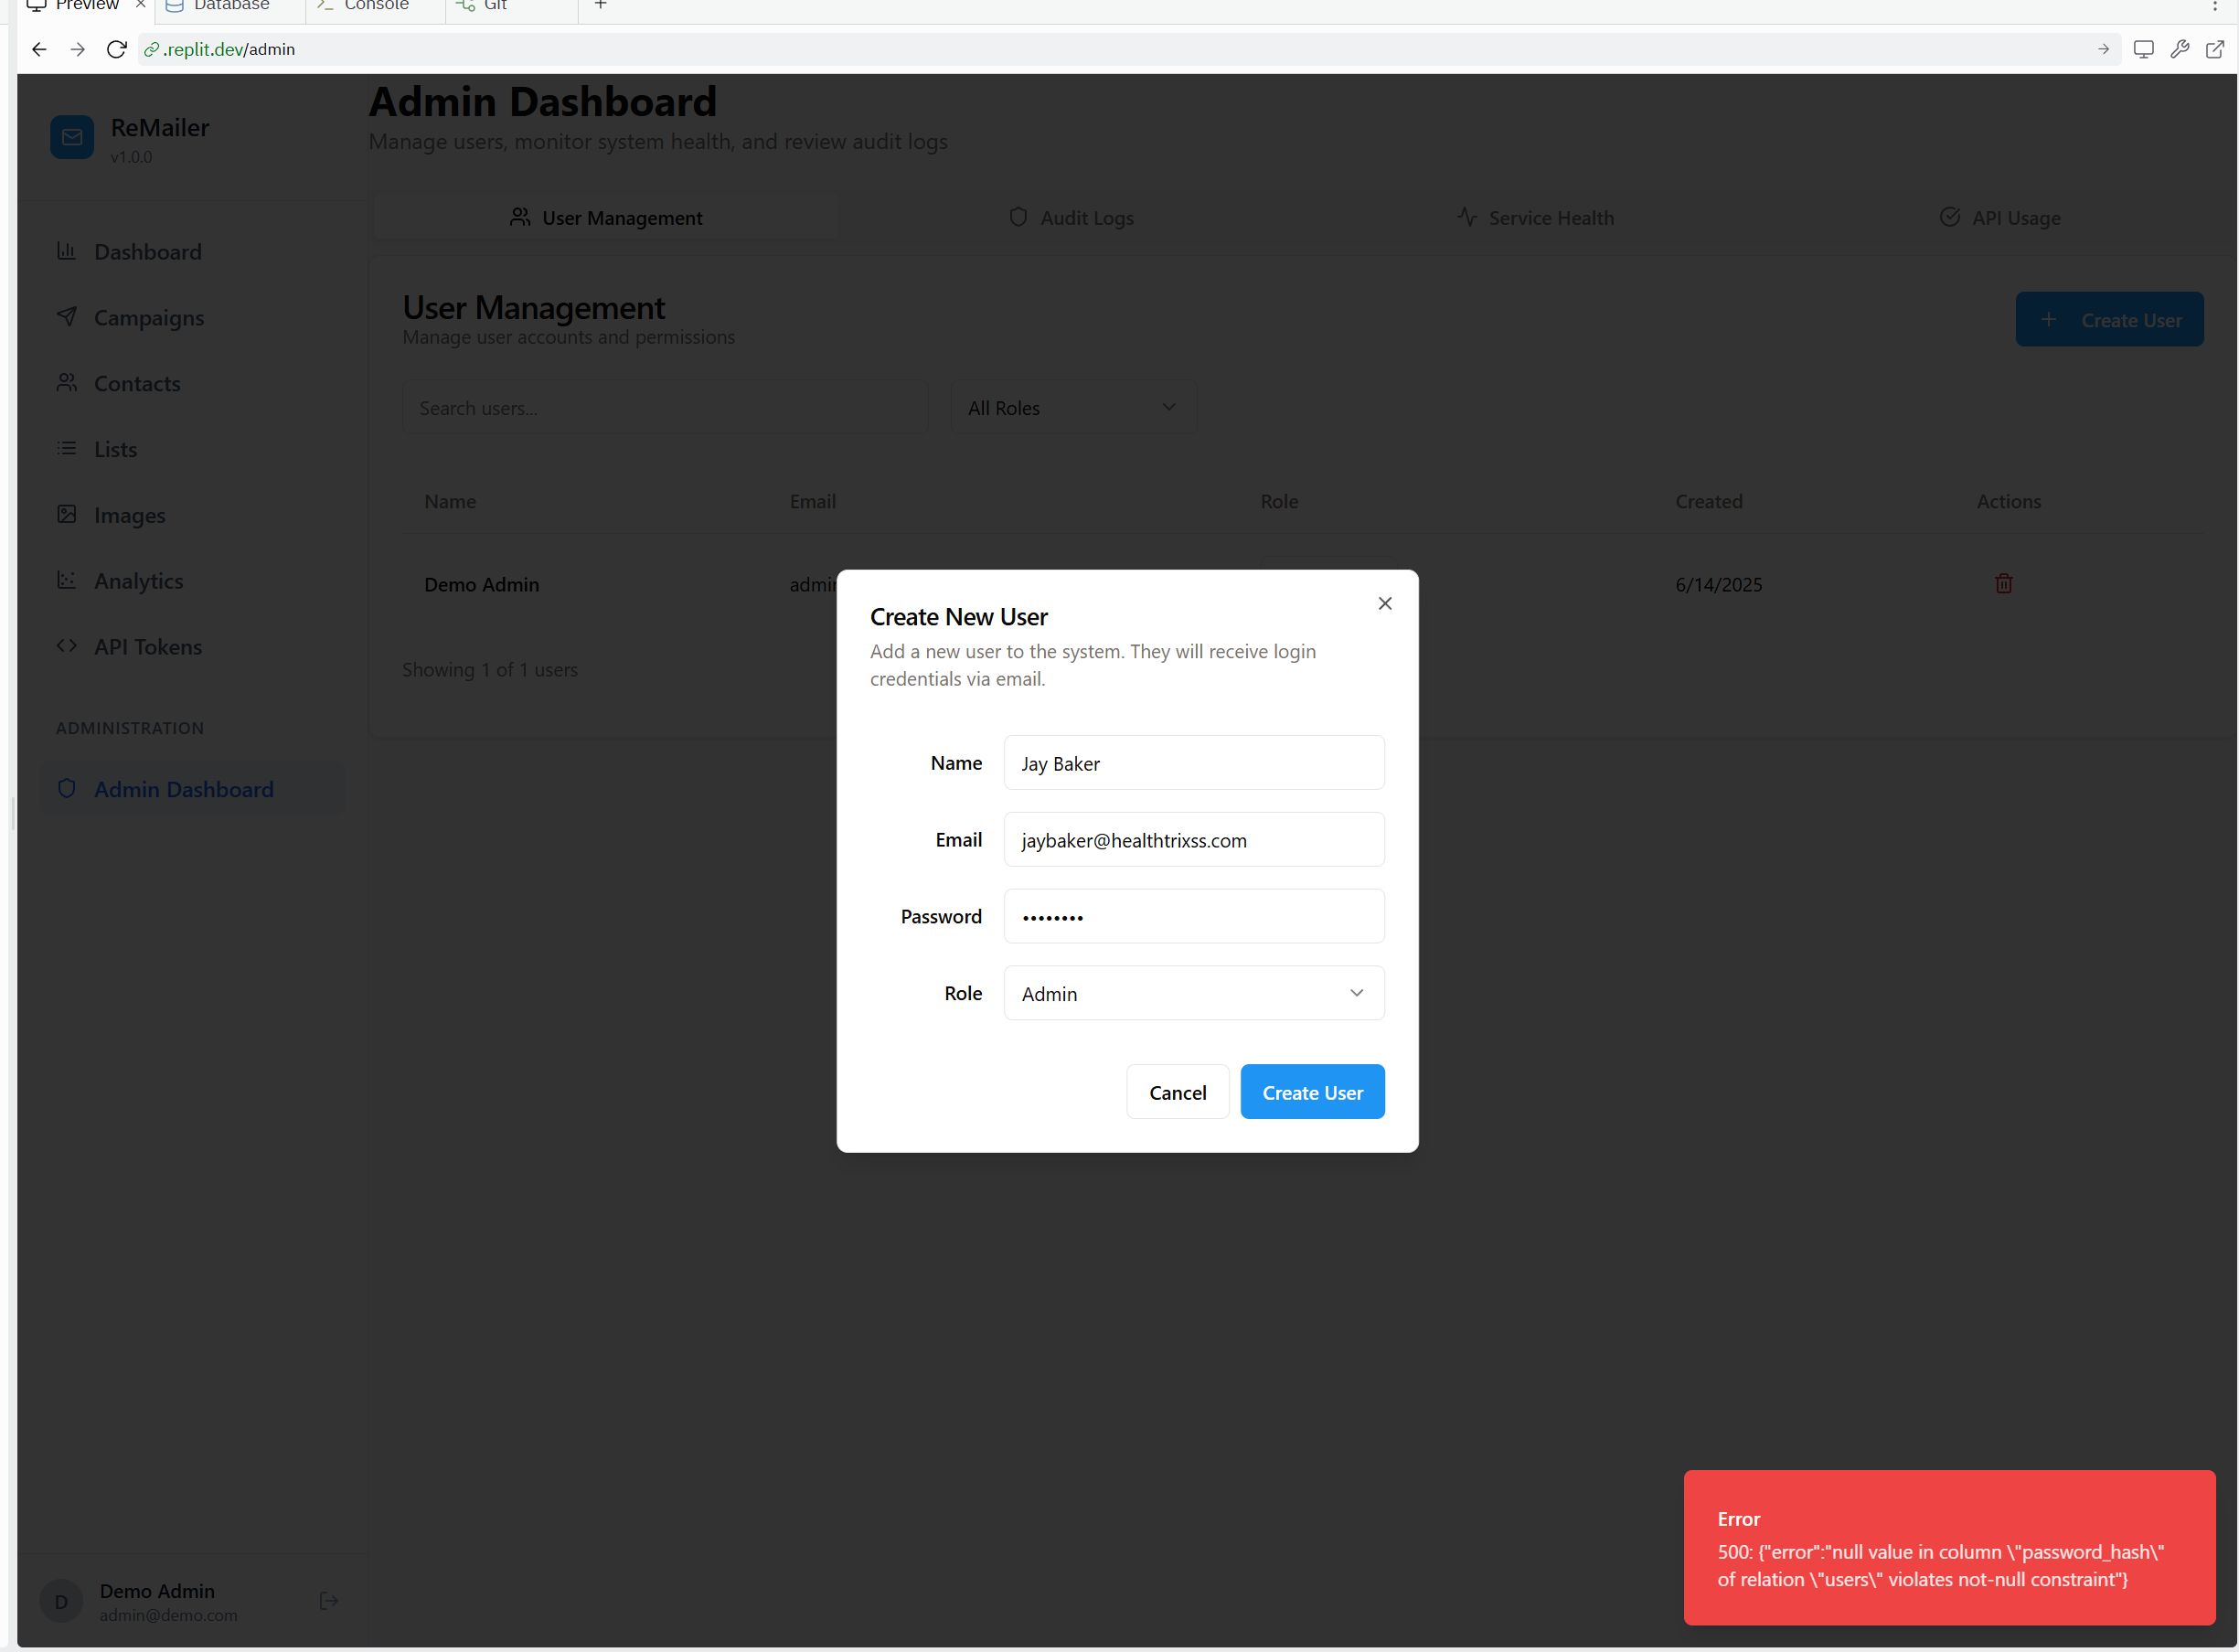 Preview
Database
Console
Git
.replit.dev/admin
ReMailer
v1.0.0
Dashboard
Campaigns
Contacts
Lists
Images
Analytics
API Tokens
ADMINISTRATION
Admin Dashboard
Demo Admin
admin@demo.com
D
Admin Dashboard
Manage users, monitor system health, and review audit logs
User Management
Audit Logs
Service Health
API Usage
User Management
Manage user accounts and permissions
Create User
Search users...
All Roles
Name Email Role Created Actions
Demo Admin 6/14/2025
Showing 1 of 1 users
Create New User
Add a new user to the system. They will receive login
credentials via email.
Name
Jay Baker
Email
jaybaker@healthtrixss.com
Password
••••••••
Role
Admin
Cancel
Create User
Error
500: {"error":"null value in column \"password_hash\"
of relation \"users\" violates not-null constraint"}